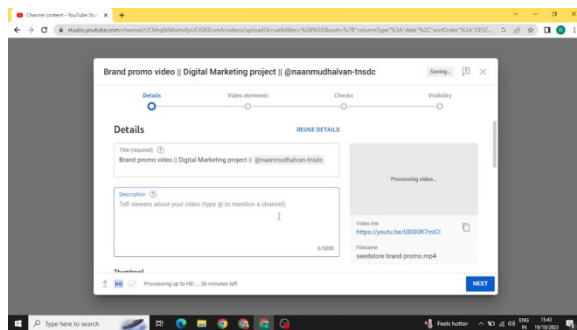 Channel content - YouTube Stu
studio.youtube.com/channel/
Brand promo video || Digital Marketing project || @naanmudhalvan-tnsdc
Saving...
Details
Video elements
Checks
Visibility
Details
REUSE DETAILS
Title (required)
Brand promo video || Digital Marketing project || @naanmudhalvan-tnsdc
Processing video...
Description
Tell viewers about your video (type @ to mention a channel)
0/5000
Video link
https://youtu.be/
Filename
seedstore brand promo.mp4
Thumbnail
HD
Processing up to HD ... 36 minutes left
NEXT
Type here to search
Feels hotter
ENG
IN
15:43
19/10/2023